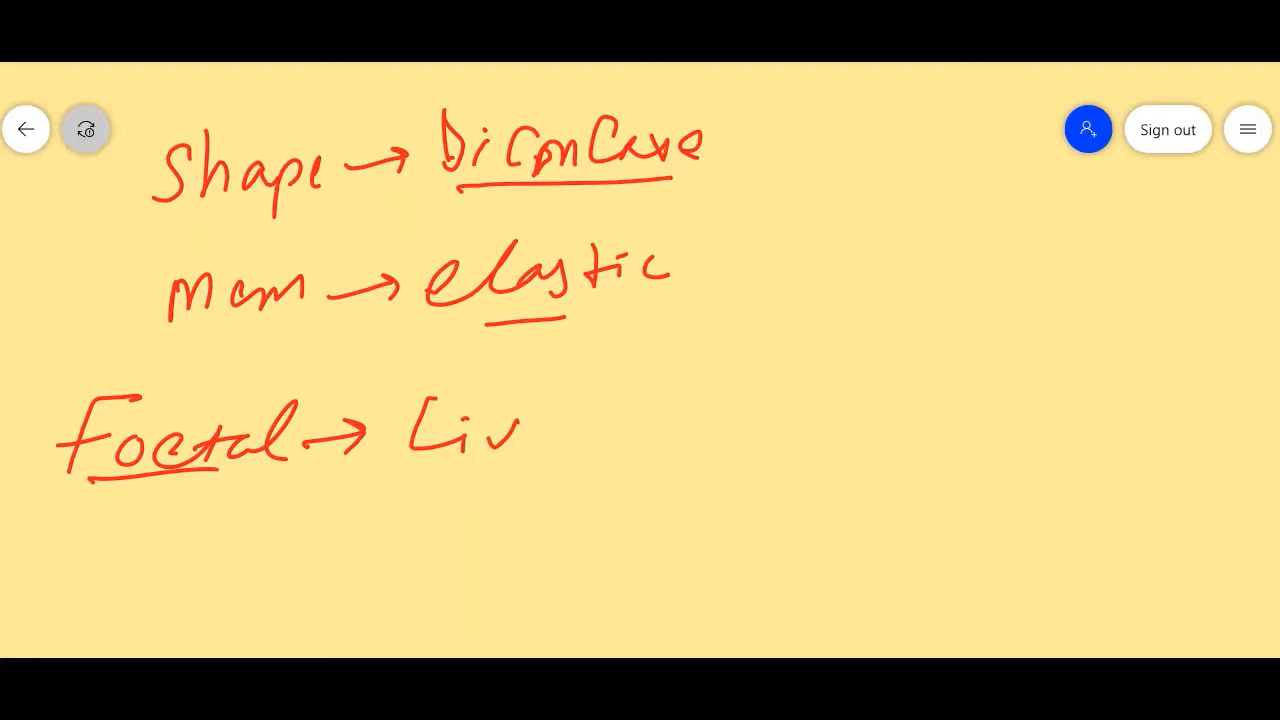 Sign out
Shape → Biconcave
mem → elastic
Foetal → Liv